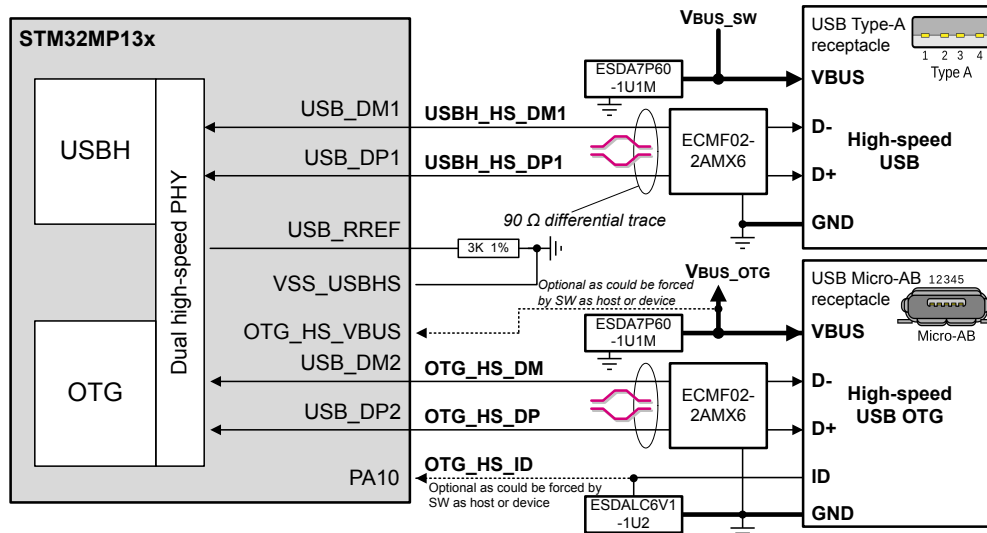 STM32MP13x
USBH
OTG
Dual high-speed PHY
USB_DM1
USB_DP1
USB_RREF
VSS_USBHS
OTG_HS_VBUS
USB_DM2
USB_DP2
PA10
USBH_HS_DM1
USBH_HS_DP1
90 Ω differential trace
3K 1%
Optional as could be forced
by SW as host or device
OTG_HS_DM
OTG_HS_DP
OTG_HS_ID
Optional as could be forced by
SW as host or device
VBUS_SW
ESDA7P60
-1U1M
ECMF02-
2AMX6
VBUS_OTG
ESDA7P60
-1U1M
ECMF02-
2AMX6
ESDALC6V1
-1U2
USB Type-A
receptacle
1 2 3 4
Type A
VBUS
D-
High-speed
USB
D+
GND
USB Micro-AB
receptacle
12345
Micro-AB
VBUS
D-
High-speed
USB OTG
D+
ID
GND